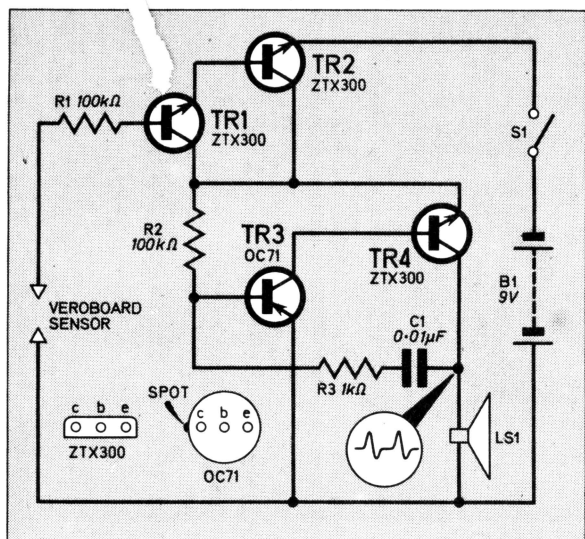 TR2
ZTX300
R1 100kΩ
TR1
ZTX300
S1
R2
100kΩ
TR3
OC71
TR4
ZTX300
B1
9V
VEROBOARD
SENSOR
C1
0·01µF
R3 1kΩ
SPOT
c b e
c b e
ZTX300
OC71
LS1